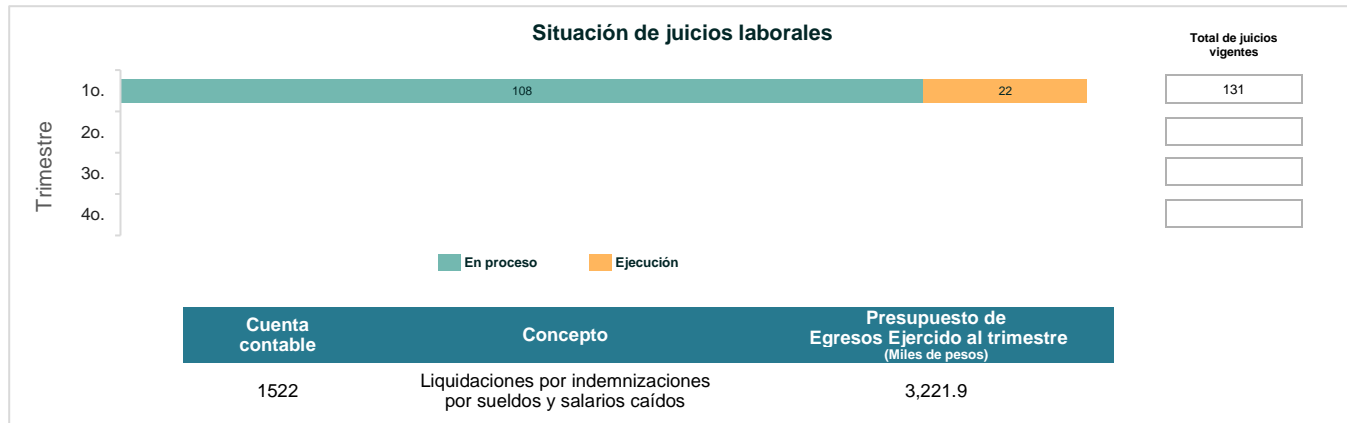 Situación de juicios laborales
Total de juicios
vigentes
Trimestre
1o.
108
22
131
2o.
3o.
4o.
En proceso
Ejecución
Cuenta
contable
Concepto
Presupuesto de
Egresos Ejercido al trimestre
(Miles de pesos)
1522
Liquidaciones por indemnizaciones
por sueldos y salarios caídos
3,221.9